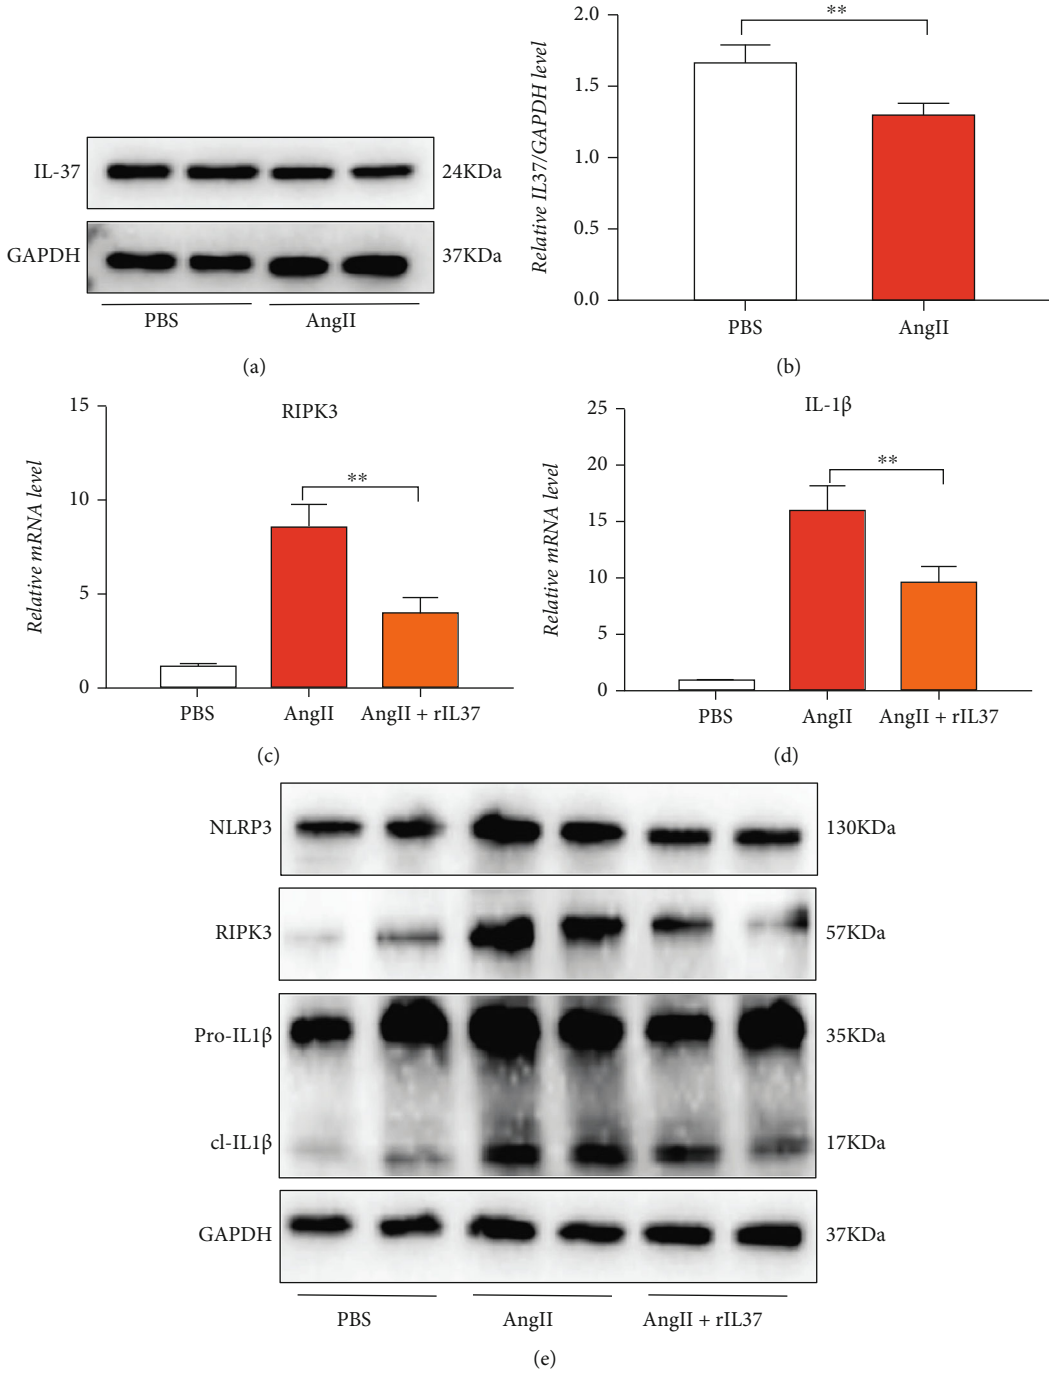 IL-37
24KDa
GAPDH
37KDa
PBS
AngII
(a)
Relative IL37/GAPDH level
2.0
1.5
1.0
0.5
0.0
**
PBS
AngII
(b)
RIPK3
Relative mRNA level
15
10
5
0
**
PBS
AngII
AngII + rIL37
(c)
IL-1β
Relative mRNA level
25
20
15
10
5
0
**
PBS
AngII
AngII + rIL37
(d)
NLRP3
130KDa
RIPK3
57KDa
Pro-IL1β
35KDa
cl-IL1β
17KDa
GAPDH
37KDa
PBS
AngII
AngII + rIL37
(e)